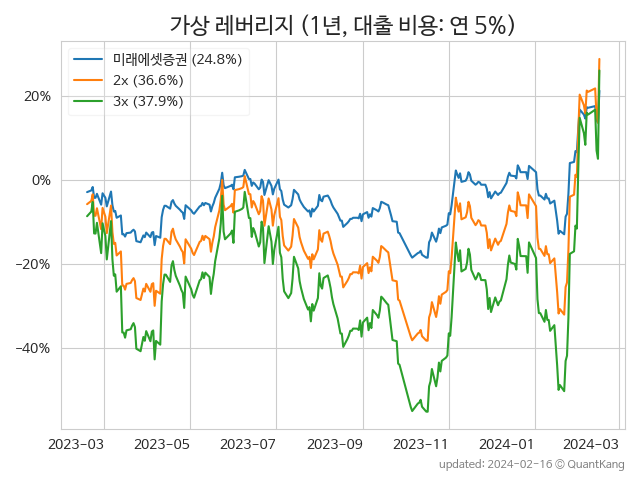 가상 레버리지 (1년, 대출 비용: 연 5%)
미래에셋증권 (24.8%)
2x (36.6%)
3x (37.9%)
20%
0%
−20%
−40%
2023-03 2023-05 2023-07 2023-09 2023-11 2024-01 2024-03
updated: 2024-02-16 © QuantKang